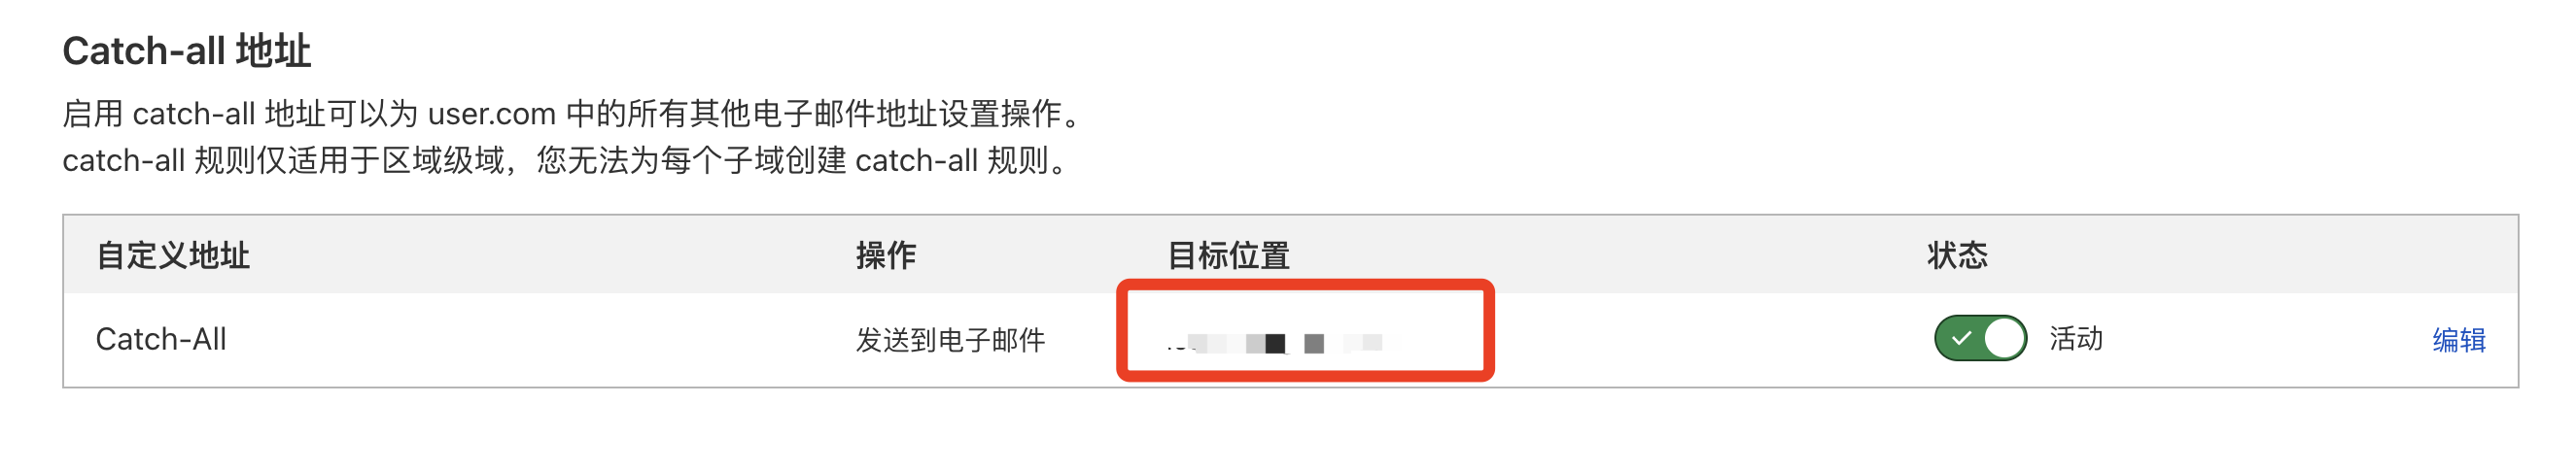 Catch-all 地址
启用 catch-all 地址可以为 user.com 中的所有其他电子邮件地址设置操作。
catch-all 规则仅适用于区域级域，您无法为每个子域创建 catch-all 规则。
自定义地址 操作 目标位置 状态
Catch-All 发送到电子邮件 活动 编辑